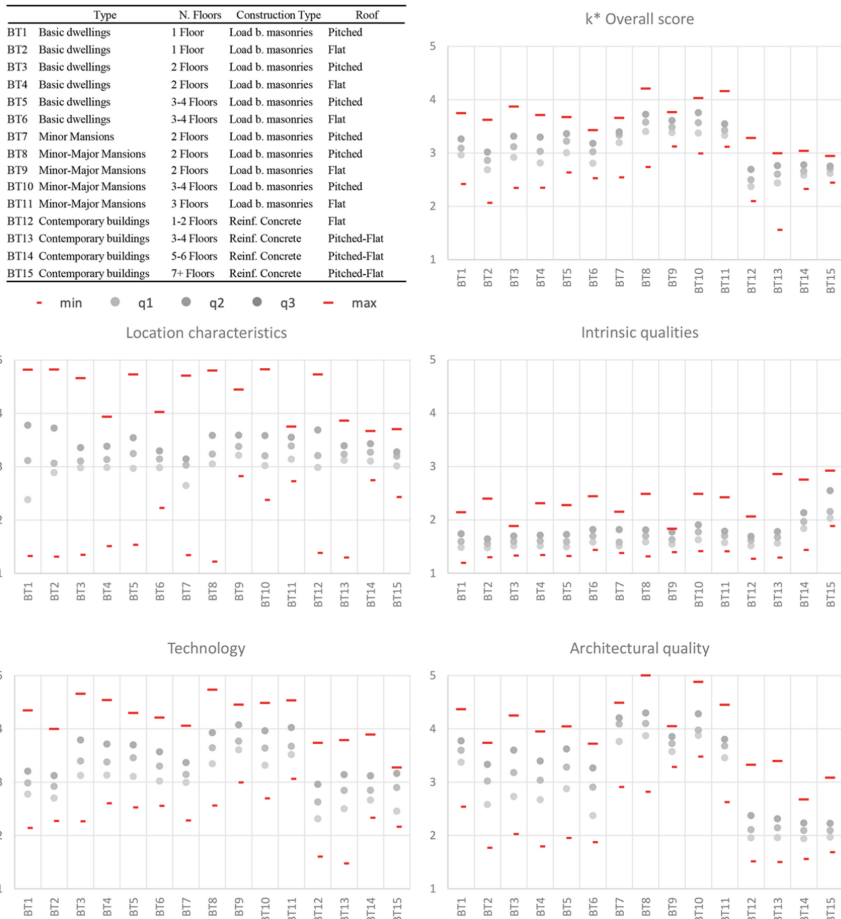 Type N. Floors Construction Type Roof
BT1 Basic dwellings 1 Floor Load b. masonries Pitched
BT2 Basic dwellings 1 Floor Load b. masonries Flat
BT3 Basic dwellings 2 Floors Load b. masonries Pitched
BT4 Basic dwellings 2 Floors Load b. masonries Flat
BT5 Basic dwellings 3-4 Floors Load b. masonries Pitched
BT6 Basic dwellings 3-4 Floors Load b. masonries Flat
BT7 Minor Mansions 2 Floors Load b. masonries Pitched
BT8 Minor-Major Mansions 2 Floors Load b. masonries Pitched
BT9 Minor-Major Mansions 2 Floors Load b. masonries Flat
BT10 Minor-Major Mansions 3-4 Floors Load b. masonries Pitched
BT11 Minor-Major Mansions 3 Floors Load b. masonries Flat
BT12 Contemporary buildings 1-2 Floors Reinf. Concrete Flat
BT13 Contemporary buildings 3-4 Floors Reinf. Concrete Pitched-Flat
BT14 Contemporary buildings 5-6 Floors Reinf. Concrete Pitched-Flat
BT15 Contemporary buildings 7+ Floors Reinf. Concrete Pitched-Flat
min q1 q2 q3 max
k* Overall score
5
4
3
2
1
BT1 BT2 BT3 BT4 BT5 BT6 BT7 BT8 BT9 BT10 BT11 BT12 BT13 BT14 BT15
Location characteristics
BT1 BT2 BT3 BT4 BT5 BT6 BT7 BT8 BT9 BT10 BT11 BT12 BT13 BT14 BT15
Intrinsic qualities
5
4
3
2
1
BT1 BT2 BT3 BT4 BT5 BT6 BT7 BT8 BT9 BT10 BT11 BT12 BT13 BT14 BT15
Technology
BT1 BT2 BT3 BT4 BT5 BT6 BT7 BT8 BT9 BT10 BT11 BT12 BT13 BT14 BT15
Architectural quality
5
4
3
2
1
BT1 BT2 BT3 BT4 BT5 BT6 BT7 BT8 BT9 BT10 BT11 BT12 BT13 BT14 BT15